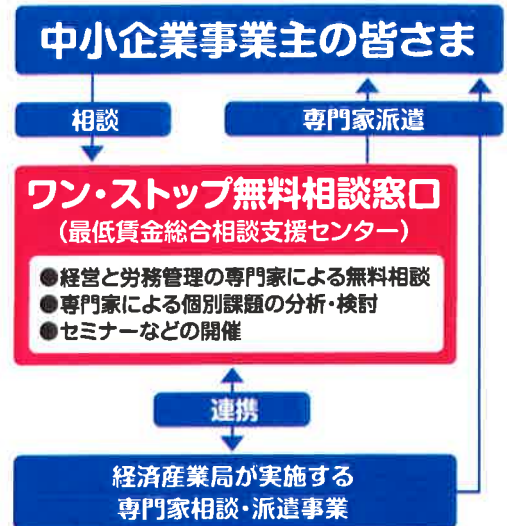 中小企業事業主の皆さま
相談
専門家派遣
ワン・ストップ無料相談窓口
(最低賃金総合相談支援センター)
●経営と労務管理の専門家による無料相談
●専門家による個別課題の分析・検討
●セミナーなどの開催
連携
経済産業局が実施する
専門家相談・派遣事業